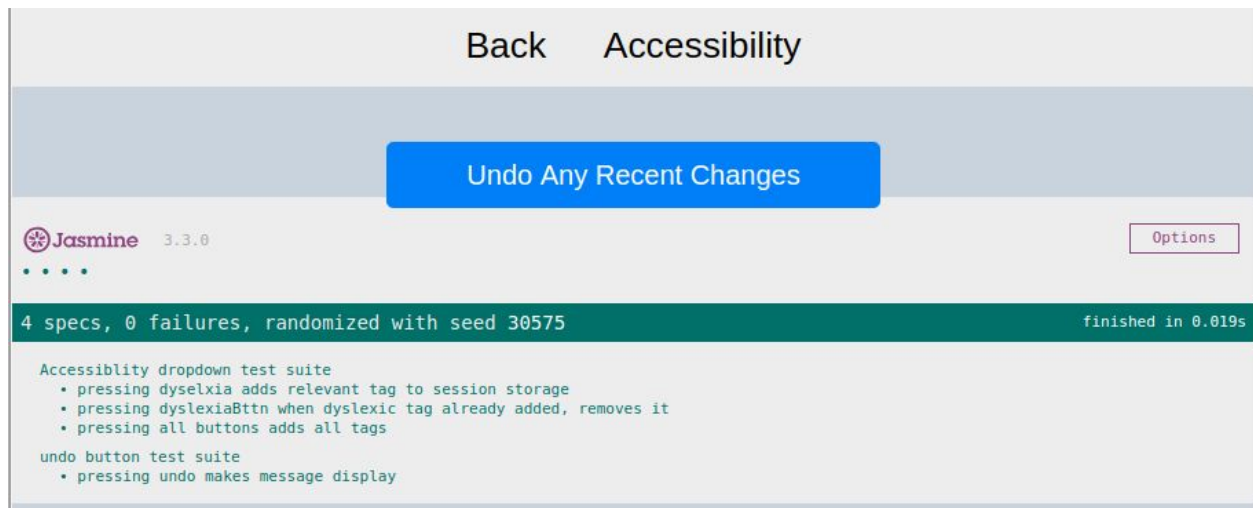 Back Accessibility
Undo Any Recent Changes
Jasmine 3.3.0
Options
4 specs, 0 failures, randomized with seed 30575
finished in 0.019s
Accessiblity dropdown test suite
• pressing dyselxia adds relevant tag to session storage
• pressing dyslexiaBttn when dyslexic tag already added, removes it
• pressing all buttons adds all tags
undo button test suite
• pressing undo makes message display